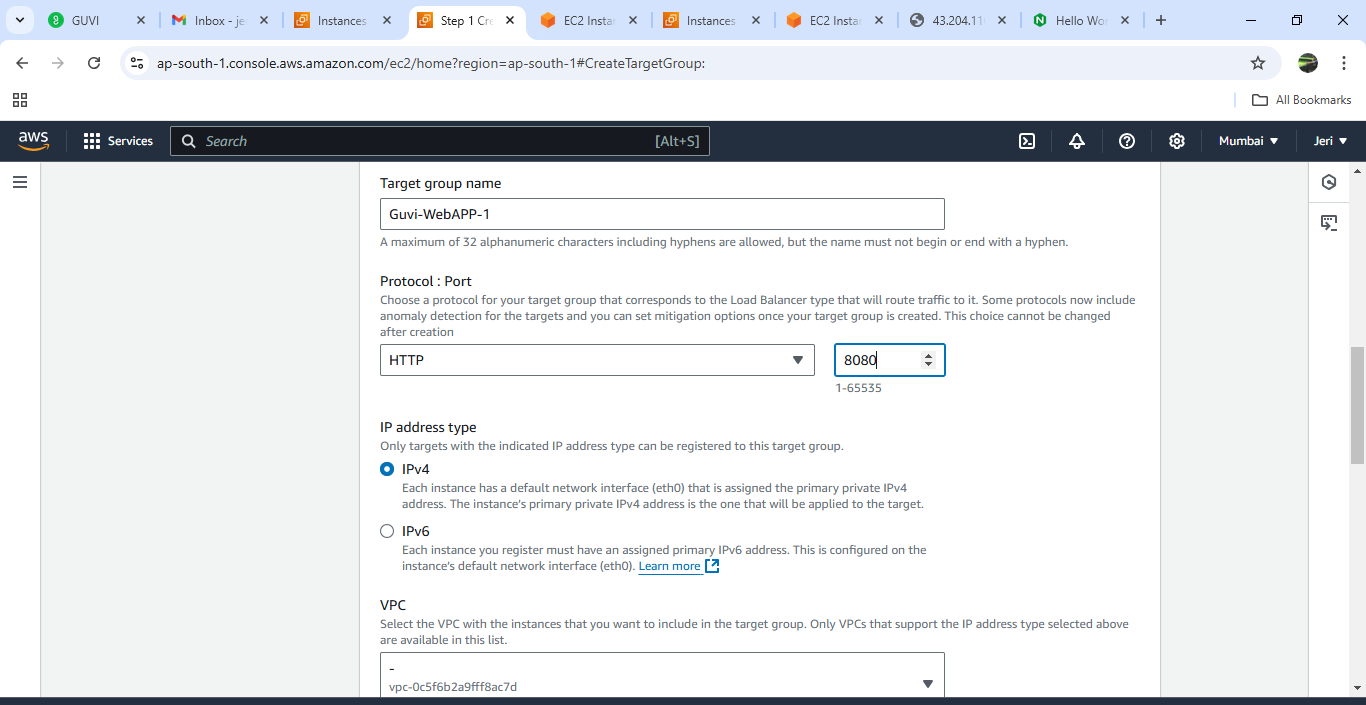 GUVI
Inbox - je
Instances
Step 1 Cre
EC2 Instan
Instances
EC2 Instan
43.204.11
Hello Wor
ap-south-1.console.aws.amazon.com/ec2/home?region=ap-south-1#CreateTargetGroup:
All Bookmarks
aws
Services
Search
[Alt+S]
Mumbai
Jeri
Target group name
Guvi-WebAPP-1
A maximum of 32 alphanumeric characters including hyphens are allowed, but the name must not begin or end with a hyphen.
Protocol : Port
Choose a protocol for your target group that corresponds to the Load Balancer type that will route traffic to it. Some protocols now include
anomaly detection for the targets and you can set mitigation options once your target group is created. This choice cannot be changed
after creation
HTTP
8080
1-65535
IP address type
Only targets with the indicated IP address type can be registered to this target group.
IPv4
Each instance has a default network interface (eth0) that is assigned the primary private IPv4
address. The instance's primary private IPv4 address is the one that will be applied to the target.
IPv6
Each instance you register must have an assigned primary IPv6 address. This is configured on the
instance's default network interface (eth0). Learn more
VPC
Select the VPC with the instances that you want to include in the target group. Only VPCs that support the IP address type selected above
are available in this list.
-
vpc-0c5f6b2a9fff8ac7d